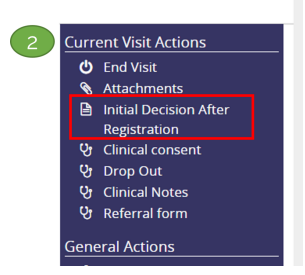 2
Current Visit Actions
End Visit
Attachments
Initial Decision After
Registration
Clinical consent
Drop Out
Clinical Notes
Referral form
General Actions